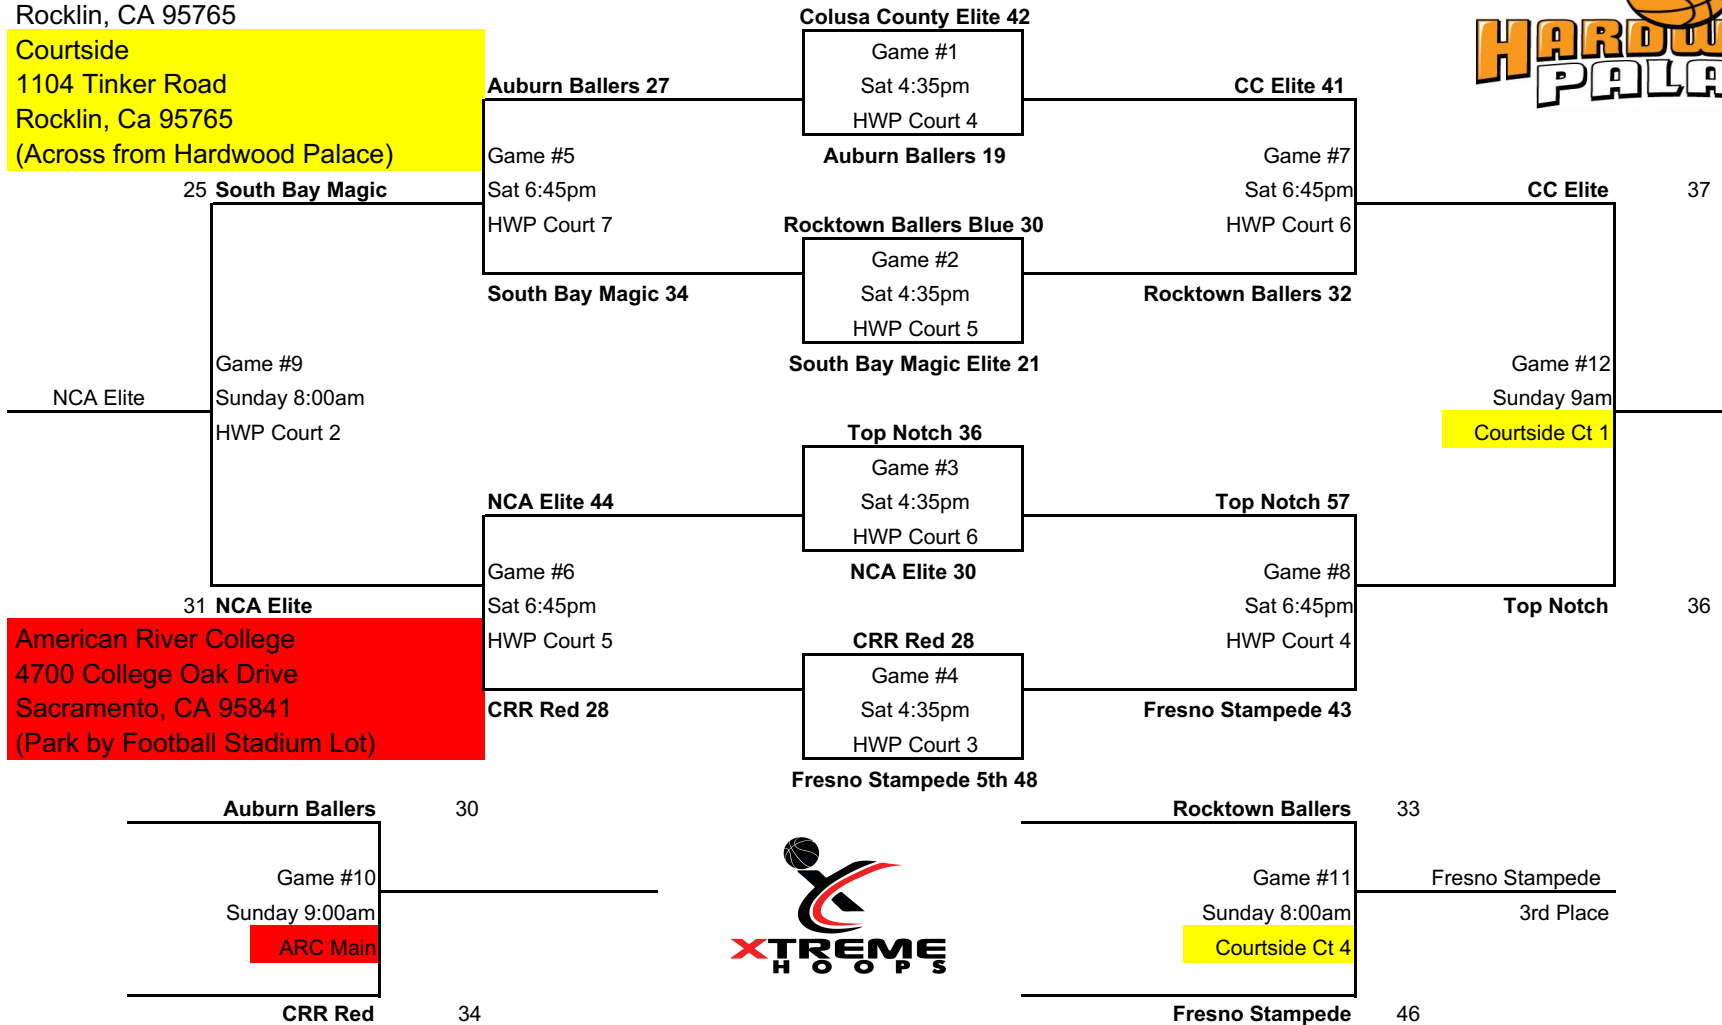 Rocklin, CA 95765
Courtside
1104 Tinker Road
Rocklin, Ca 95765
(Across from Hardwood Palace)
Colusa County Elite 42
Game #1
Sat 4:35pm
HWP Court 4
Auburn Ballers 19
Auburn Ballers 27
Game #5
Sat 6:45pm
HWP Court 7
South Bay Magic 34
CC Elite 41
Game #7
Sat 6:45pm
HWP Court 6
Rocktown Ballers 32
25 South Bay Magic
CC Elite 37
Rocktown Ballers Blue 30
Game #2
Sat 4:35pm
HWP Court 5
South Bay Magic Elite 21
Game #9
Sunday 8:00am
HWP Court 2
NCA Elite
Game #12
Sunday 9am
Courtside Ct 1
Top Notch 36
Game #3
Sat 4:35pm
HWP Court 6
NCA Elite 30
NCA Elite 44
Game #6
Sat 6:45pm
HWP Court 5
CRR Red 28
Top Notch 57
Game #8
Sat 6:45pm
HWP Court 4
Fresno Stampede 43
31 NCA Elite
Top Notch 36
American River College
4700 College Oak Drive
Sacramento, CA 95841
(Park by Football Stadium Lot)
CRR Red 28
Game #4
Sat 4:35pm
HWP Court 3
Fresno Stampede 5th 48
Auburn Ballers 30
Game #10
Sunday 9:00am
ARC Main
CRR Red 34
XTREME
HOOPS
Rocktown Ballers 33
Game #11
Sunday 8:00am
Courtside Ct 4
Fresno Stampede 46
Fresno Stampede
3rd Place